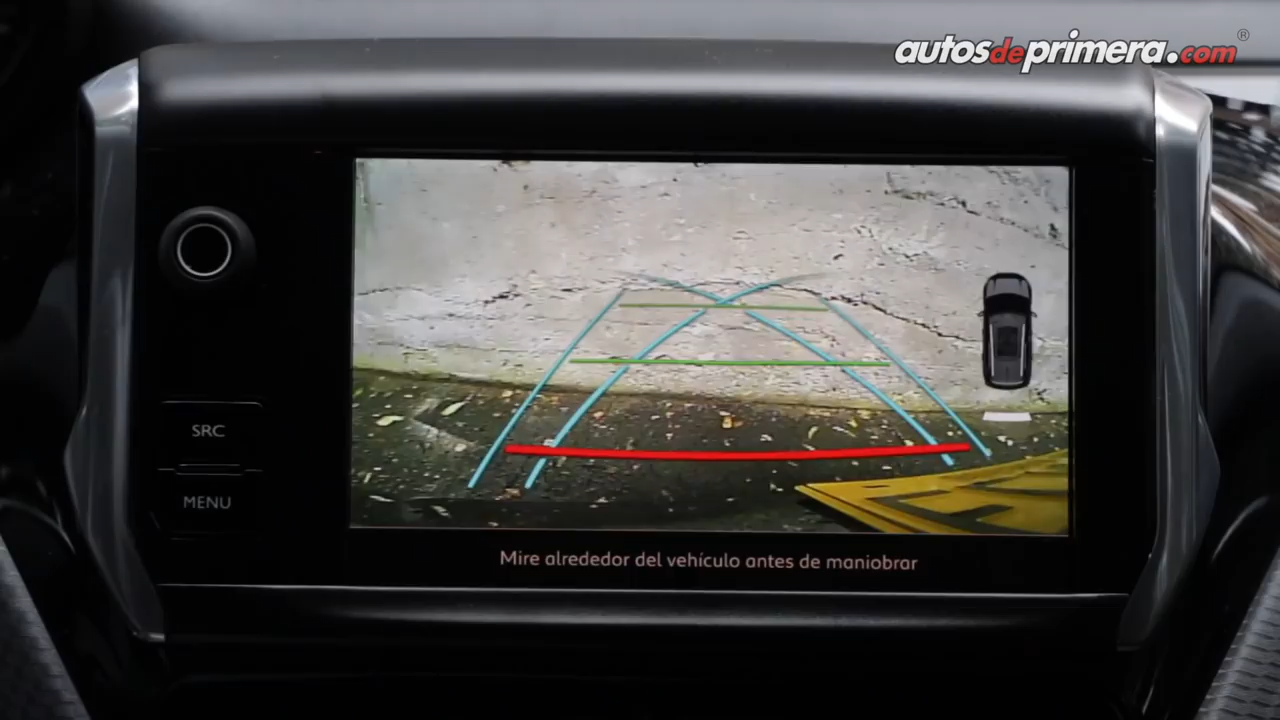 autosdeprimera.com®
SRC
MENU
Mire alrededor del vehículo antes de maniobrar